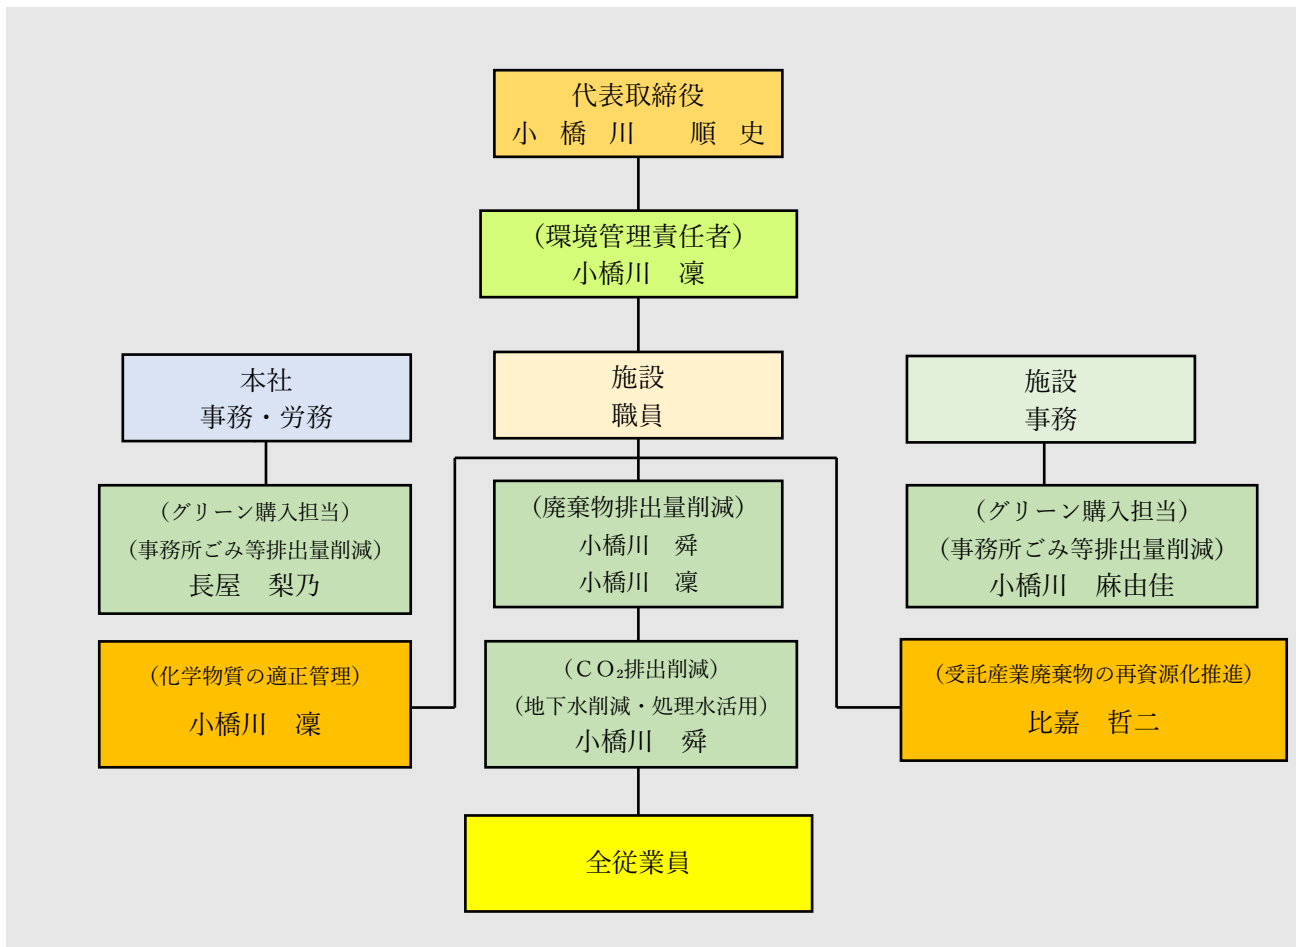 代表取締役
小 橋 川　順 史
（環境管理責任者）
小橋川　凜
本社
事務・労務
施設
職員
施設
事務
（グリーン購入担当）
（事務所ごみ等排出量削減）
長屋　梨乃
（廃棄物排出量削減）
小橋川　舜
小橋川　凜
（グリーン購入担当）
（事務所ごみ等排出量削減）
小橋川　麻由佳
（化学物質の適正管理）
小橋川　凜
（ＣＯ₂排出削減）
（地下水削減・処理水活用）
小橋川　舜
（受託産業廃棄物の再資源化推進）
比嘉　哲二
全従業員